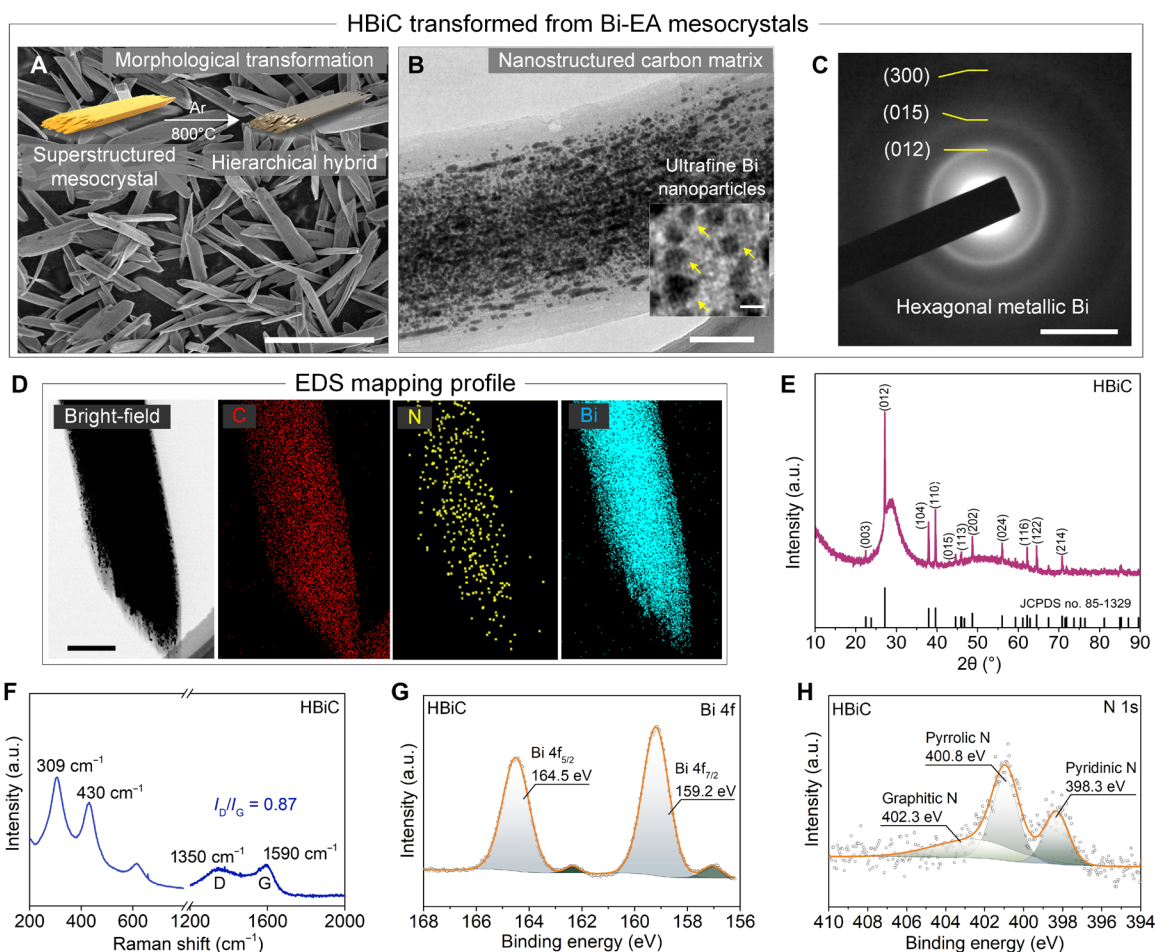 HBiC transformed from Bi-EA mesocrystals
A
Morphological transformation
Ar
800°C
Superstructured
mesocrystal
Hierarchical hybrid
B
Nanostructured carbon matrix
Ultrafine Bi
nanoparticles
C
(300)
(015)
(012)
Hexagonal metallic Bi
D
EDS mapping profile
Bright-field
C
N
Bi
E
HBiC
Intensity (a.u.)
(003)
(012)
(104)
(110)
(015)
(113)
(202)
(024)
(116)
(122)
(214)
JCPDS no. 85-1329
10 20 30 40 50 60 70 80 90
2θ (°)
F
HBiC
Intensity (a.u.)
309 cm⁻¹
430 cm⁻¹
I_D/I_G = 0.87
1350 cm⁻¹
1590 cm⁻¹
D
G
200 400 600 1200 1600 2000
Raman shift (cm⁻¹)
G
HBiC
Bi 4f
Intensity (a.u.)
Bi 4f₅/₂
164.5 eV
Bi 4f₇/₂
159.2 eV
168 166 164 162 160 158 156
Binding energy (eV)
H
HBiC
N 1s
Intensity (a.u.)
Pyrrolic N
400.8 eV
Pyridinic N
398.3 eV
Graphitic N
402.3 eV
410 408 406 404 402 400 398 396 394
Binding energy (eV)